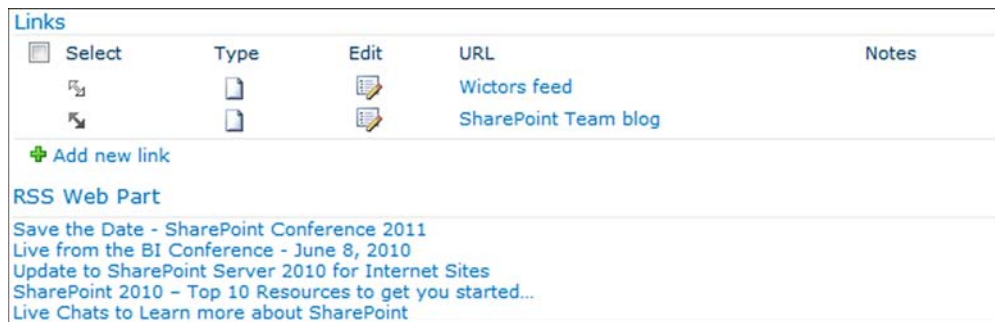 Links
Select Type Edit URL Notes
Wictors feed
SharePoint Team blog
Add new link
RSS Web Part
Save the Date - SharePoint Conference 2011
Live from the BI Conference - June 8, 2010
Update to SharePoint Server 2010 for Internet Sites
SharePoint 2010 – Top 10 Resources to get you started...
Live Chats to Learn more about SharePoint